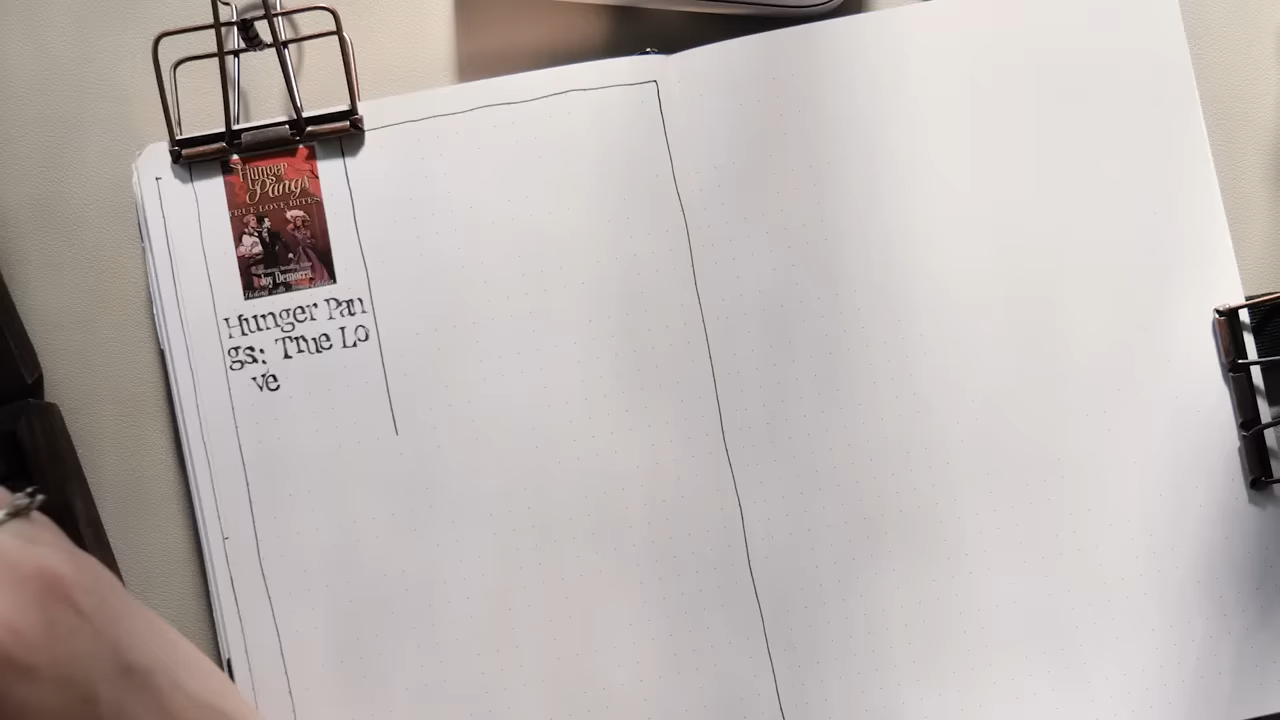 Hunger
Pangs
TRUE LOVE BITES
Joy Demorra
Hunger Pan
gs: True Lo
ve